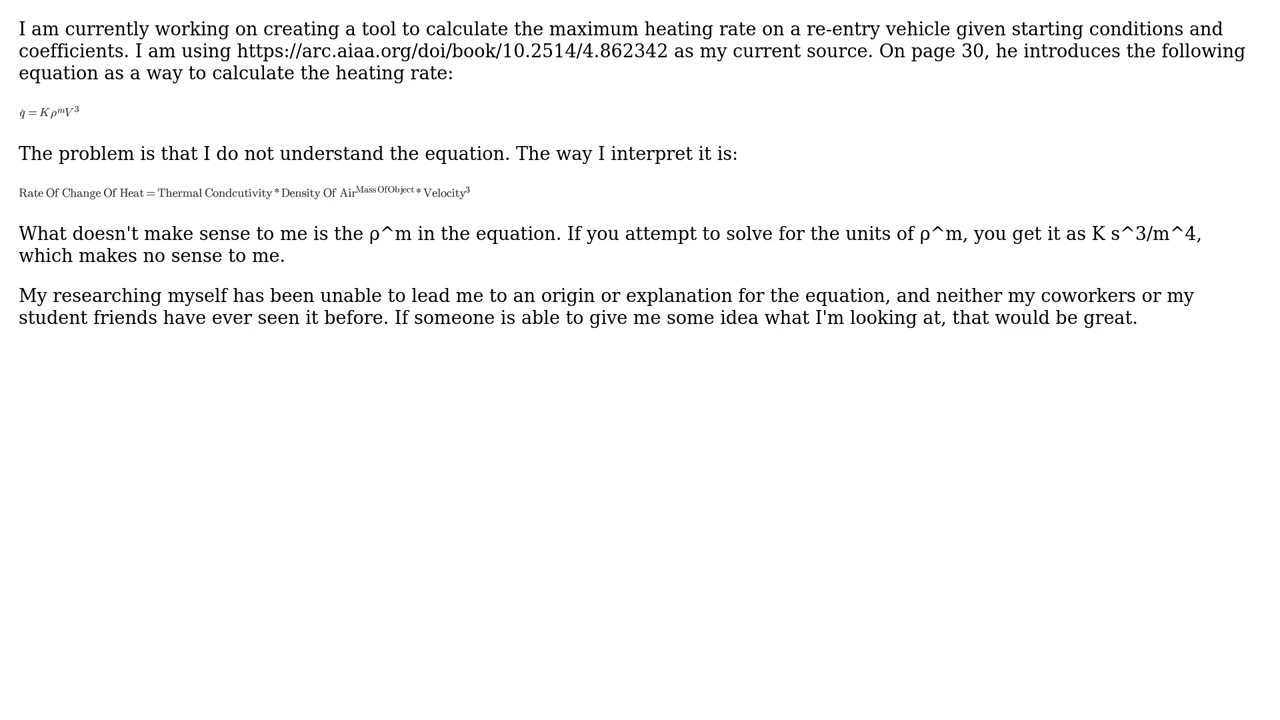 I am currently working on creating a tool to calculate the maximum heating rate on a re-entry vehicle given starting conditions and
coefficients. I am using https://arc.aiaa.org/doi/book/10.2514/4.862342 as my current source. On page 30, he introduces the following
equation as a way to calculate the heating rate:
q̇ = Kρ^mV^3
The problem is that I do not understand the equation. The way I interpret it is:
Rate Of Change Of Heat = Thermal Condcutivity * Density Of Air^Mass Of Object * Velocity^3
What doesn't make sense to me is the ρ^m in the equation. If you attempt to solve for the units of ρ^m, you get it as K s^3/m^4,
which makes no sense to me.
My researching myself has been unable to lead me to an origin or explanation for the equation, and neither my coworkers or my
student friends have ever seen it before. If someone is able to give me some idea what I'm looking at, that would be great.